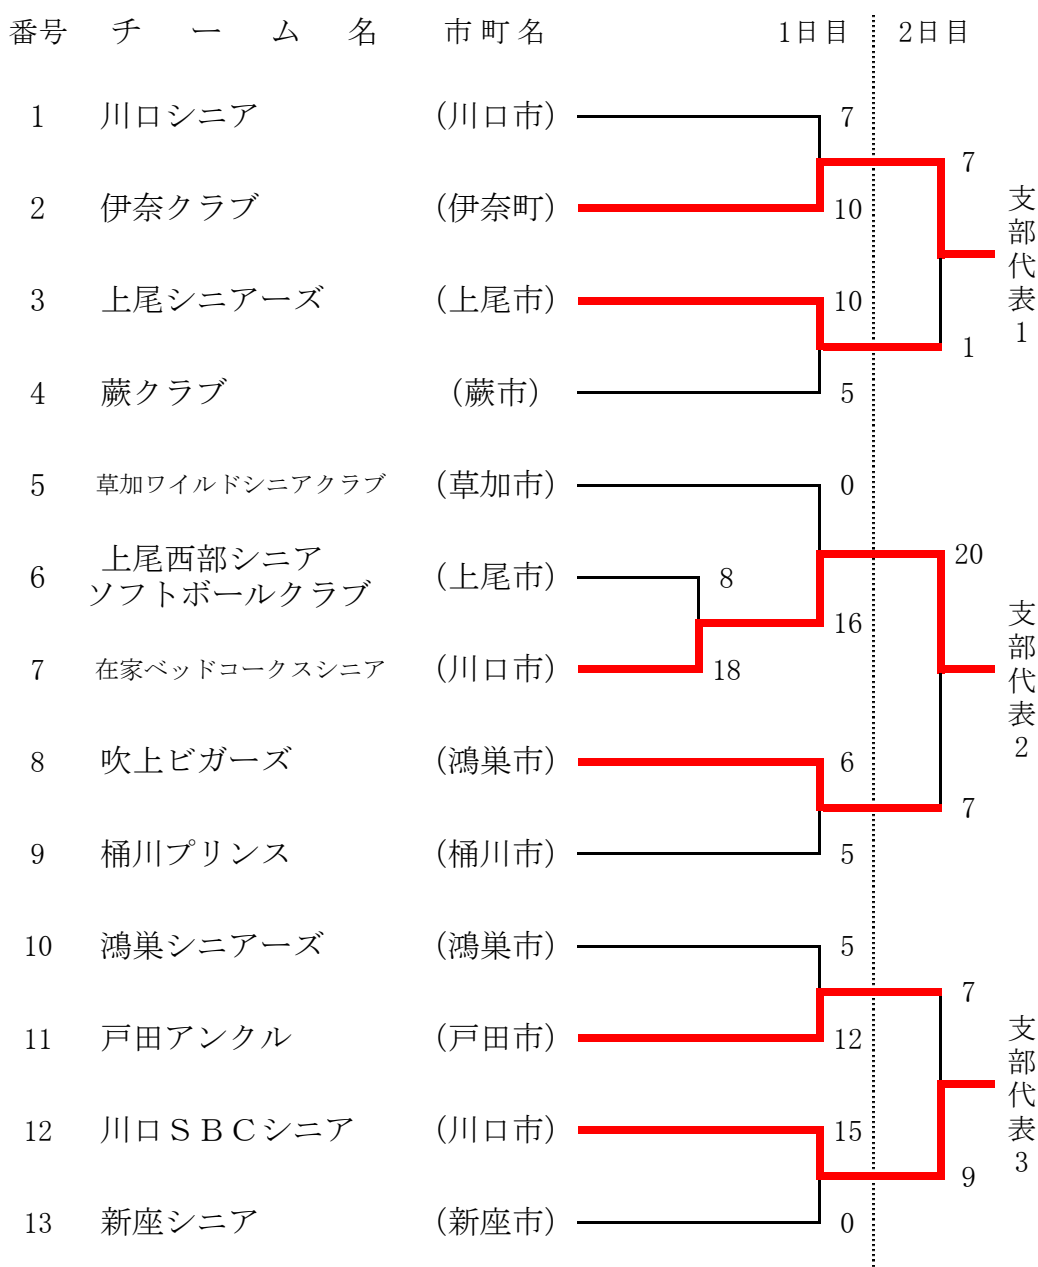 番号 チーム名 市町名 1日目 2日目
1 川口シニア (川口市) 7
7
2 伊奈クラブ (伊奈町) 10
支部代表1
3 上尾シニアーズ (上尾市) 10
1
4 蕨クラブ (蕨市) 5
5 草加ワイルドシニアクラブ (草加市) 0
20
6 上尾西部シニア
ソフトボールクラブ (上尾市) 8
16
支部代表2
7 在家ベッドコークスシニア (川口市) 18
8 吹上ビガーズ (鴻巣市) 6
7
9 桶川プリンス (桶川市) 5
10 鴻巣シニアーズ (鴻巣市) 5
7
11 戸田アンクル (戸田市) 12
支部代表3
12 川口SBCシニア (川口市) 15
9
13 新座シニア (新座市) 0